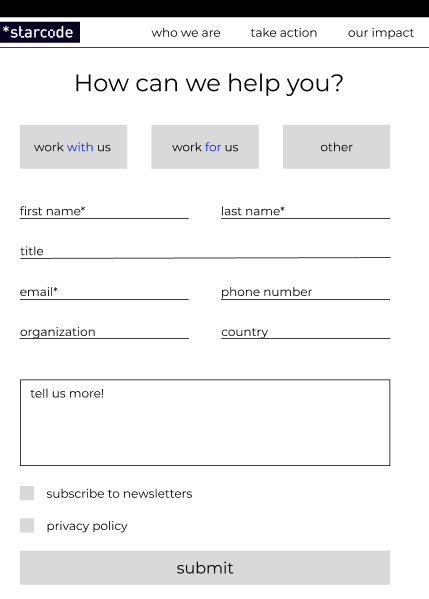 *starcode
who we are take action our impact
How can we help you?
work with us work for us other
first name* last name*
title
email* phone number
organization country
tell us more!
subscribe to newsletters
privacy policy
submit